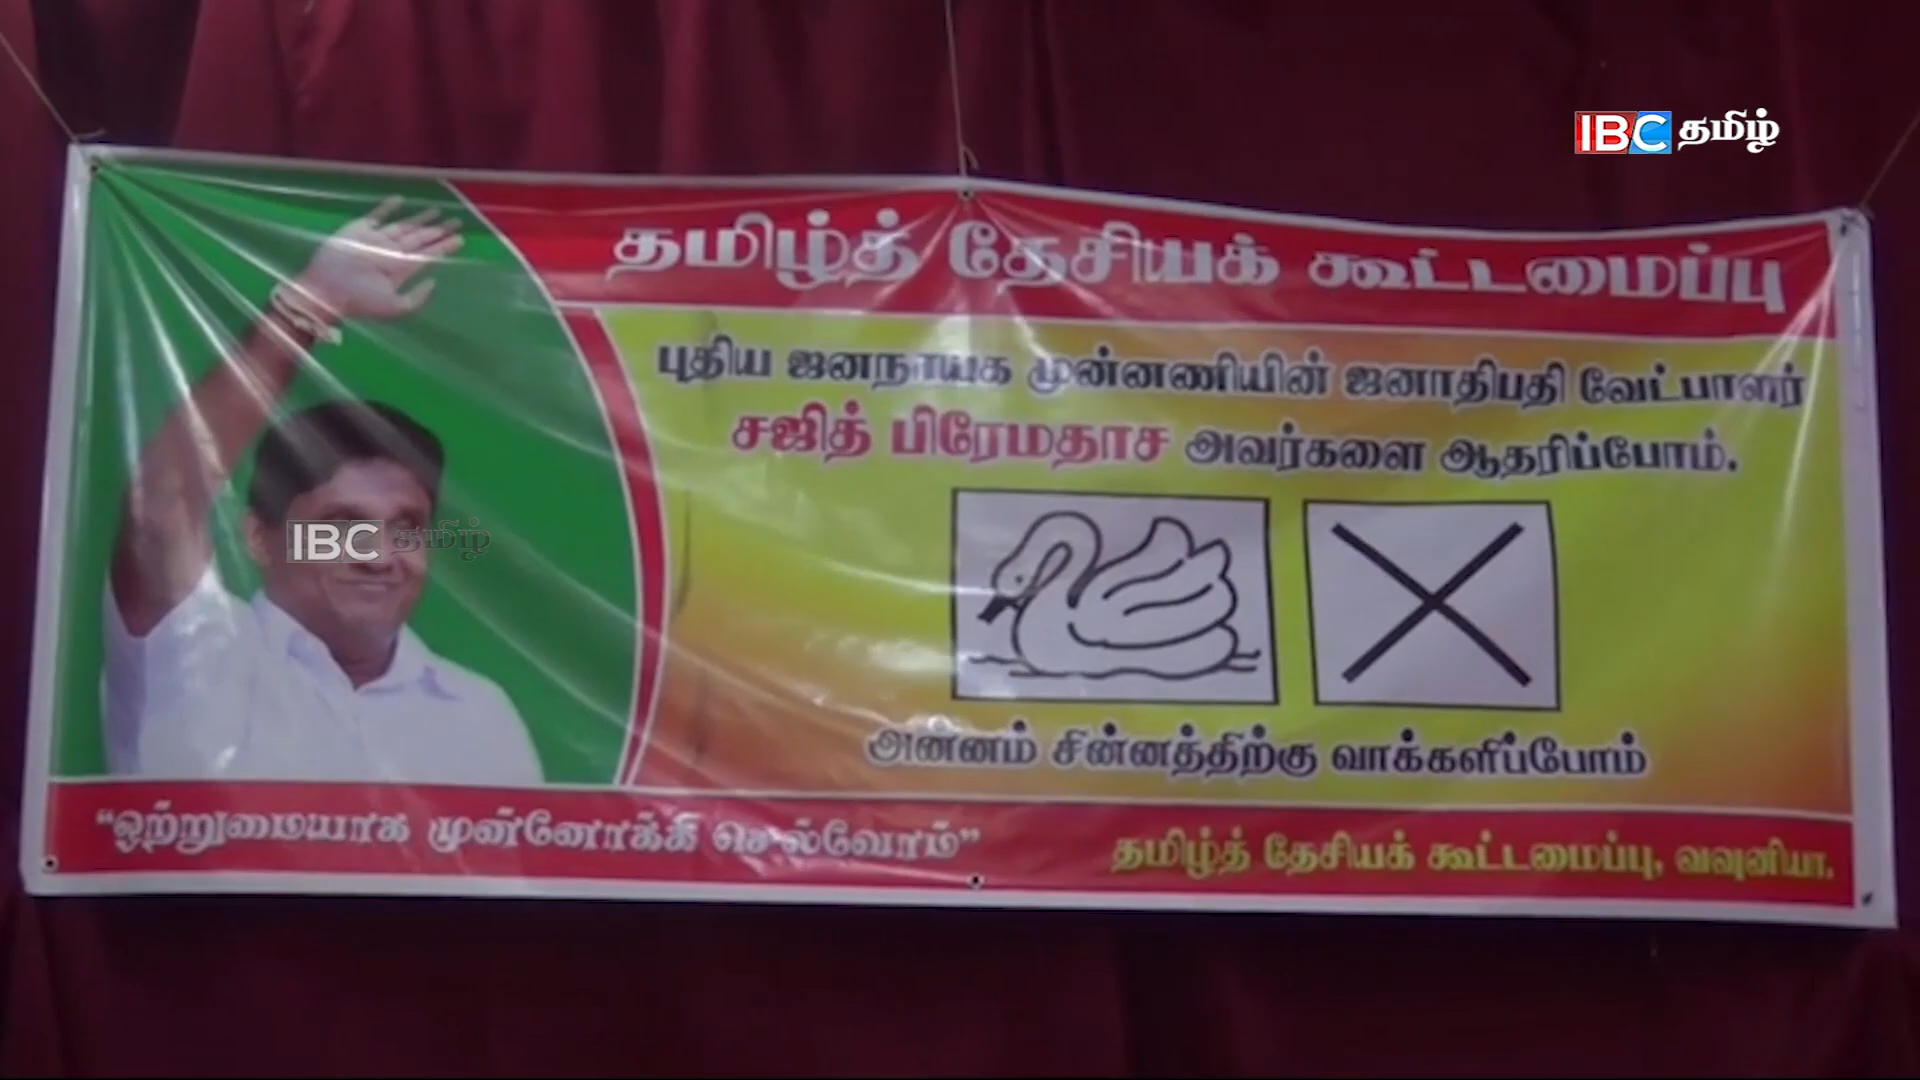 IBC தமிழ்
தமிழ்த் தேசியக் கூட்டமைப்பு
புதிய ஜனநாயக முன்னணியின் ஜனாதிபதி வேட்பாளர்
சஜித் பிரேமதாச அவர்களை ஆதரிப்போம்.
IBC தமிழ்
அன்னம் சின்னத்திற்கு வாக்களிப்போம்
“ஒற்றுமையாக முன்னோக்கி செல்வோம்”
தமிழ்த் தேசியக் கூட்டமைப்பு, வவுனியா.